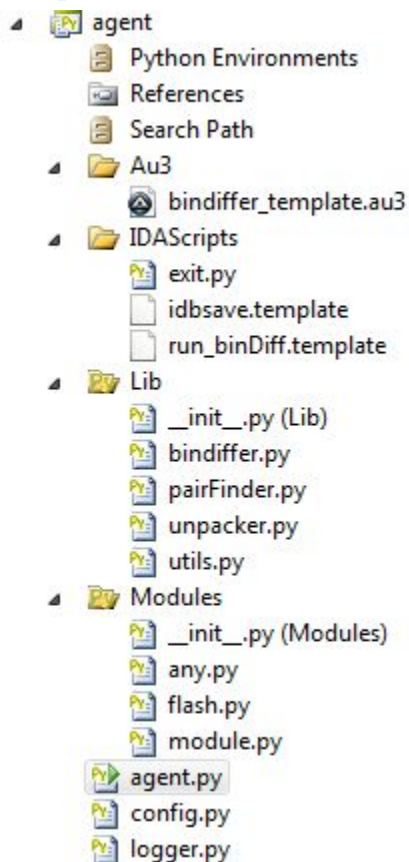 agent
Python Environments
References
Search Path
Au3
bindiffer_template.au3
IDAScripts
exit.py
idbsave.template
run_binDiff.template
Lib
__init__.py (Lib)
bindiffer.py
pairFinder.py
unpacker.py
utils.py
Modules
__init__.py (Modules)
any.py
flash.py
module.py
agent.py
config.py
logger.py